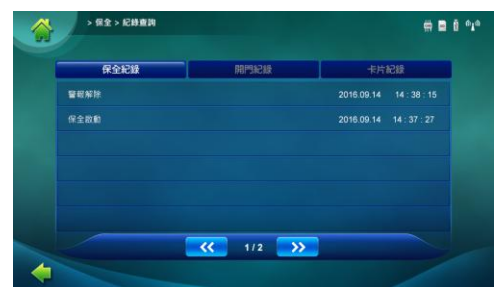 > 保全 > 紀錄查詢
保全紀錄 開門紀錄 卡片紀錄
警報解除 2016.09.14 14 : 38 : 15
保全啟動 2016.09.14 14 : 37 : 27
1 / 2